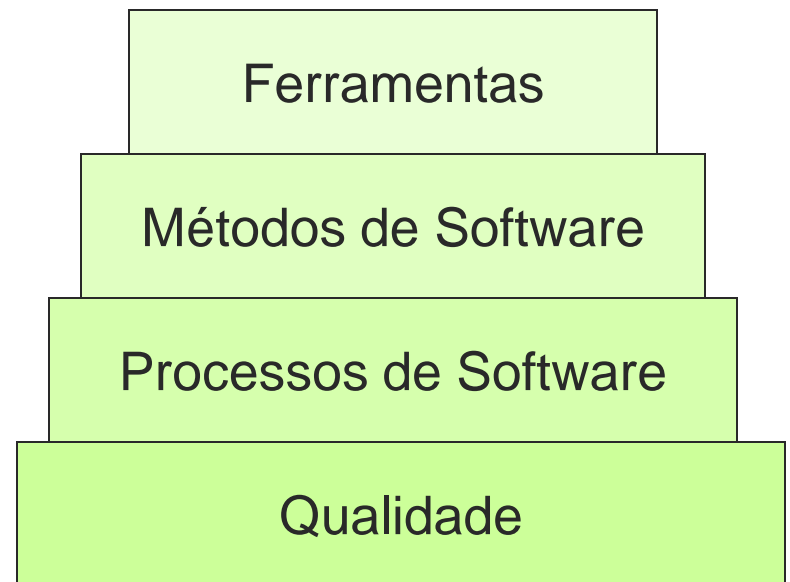 Ferramentas
Métodos de Software
Processos de Software
Qualidade